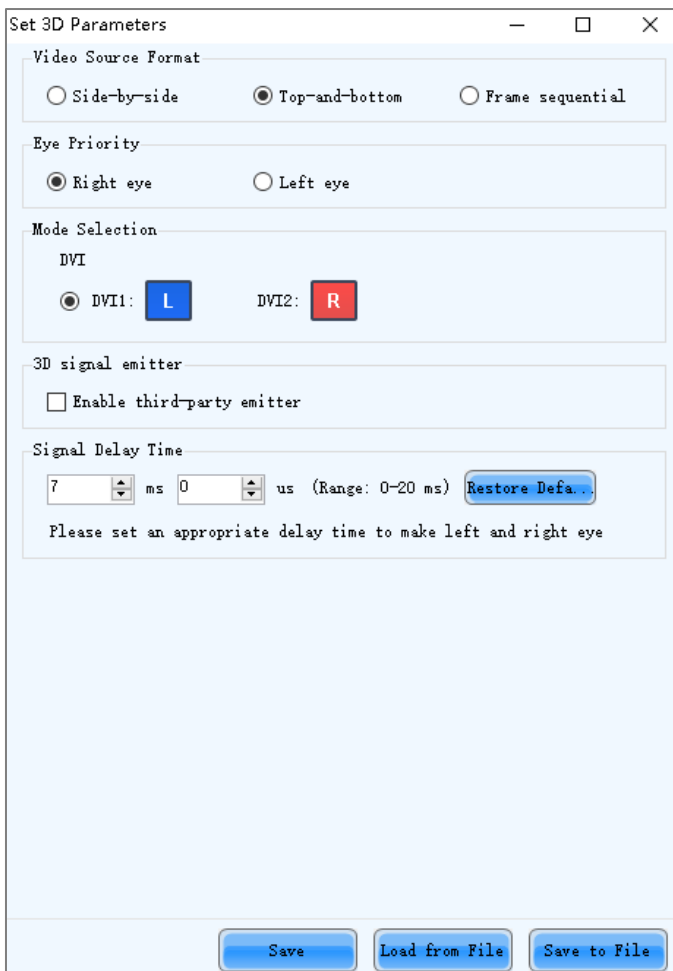 Set 3D Parameters
Video Source Format
Side-by-side Top-and-bottom Frame sequential
Eye Priority
Right eye Left eye
Mode Selection
DVI
DVI1: L DVI2: R
3D signal emitter
Enable third-party emitter
Signal Delay Time
7 ms 0 us (Range: 0-20 ms) Restore Defa...
Please set an appropriate delay time to make left and right eye
Save Load from File Save to File